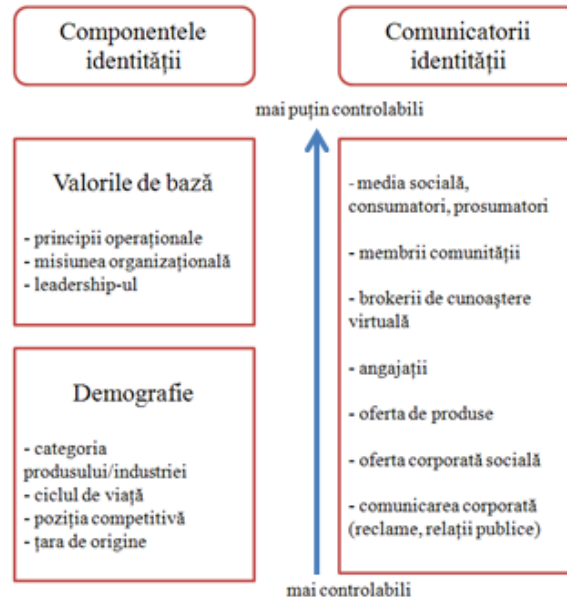 Componentele
identității
Comunicatorii
identității
mai puțin controlabili
Valorile de bază
- principii operaționale
- misiunea organizațională
- leadership-ul
Demografie
- categoria
produsului/industriei
- ciclul de viață
- poziția competitivă
- țara de origine
- media socială,
consumatori, prosumatori
- membrii comunității
- brokerii de cunoaștere
virtuală
- angajații
- oferta de produse
- oferta corporată socială
- comunicarea corporată
(reclame, relații publice)
mai controlabili